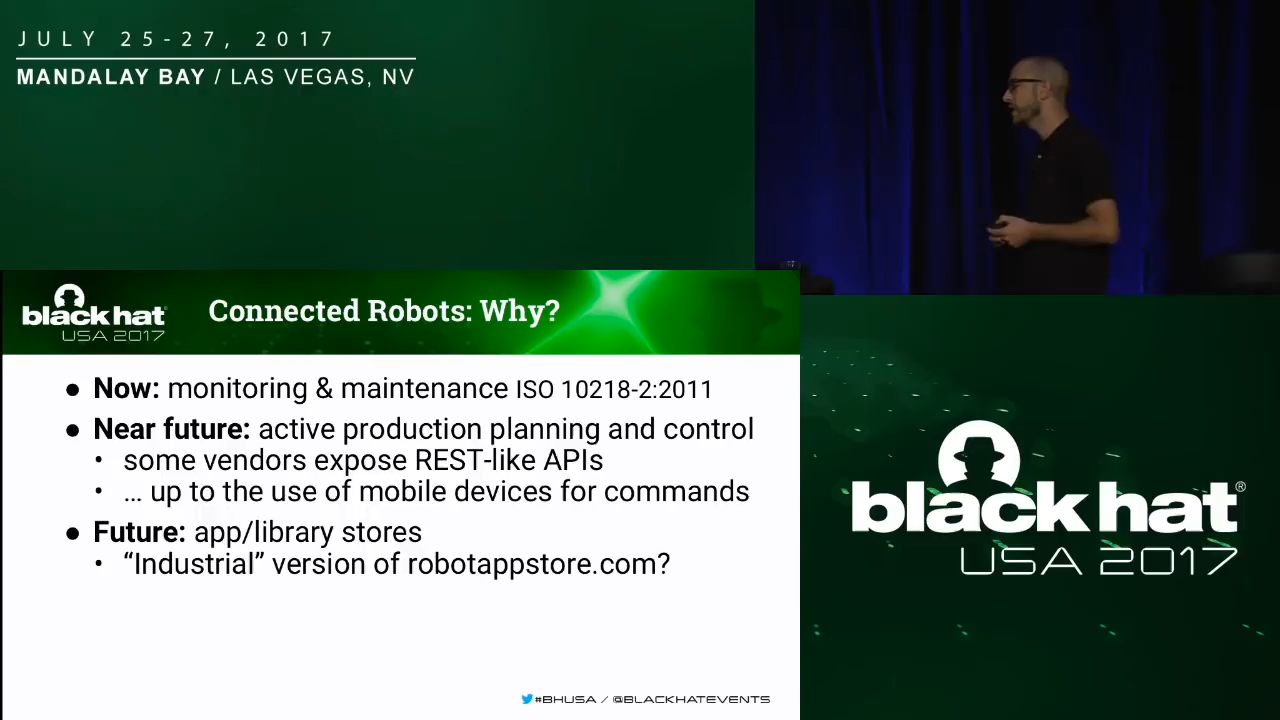 JULY 25-27, 2017
MANDALAY BAY / LAS VEGAS, NV
black hat
USA 2017
Connected Robots: Why?
● Now: monitoring & maintenance ISO 10218-2:2011
● Near future: active production planning and control
• some vendors expose REST-like APIs
• … up to the use of mobile devices for commands
● Future: app/library stores
• “Industrial” version of robotappstore.com?
#BHUSA / @BLACKHATEVENTS
black hat®
USA 2017